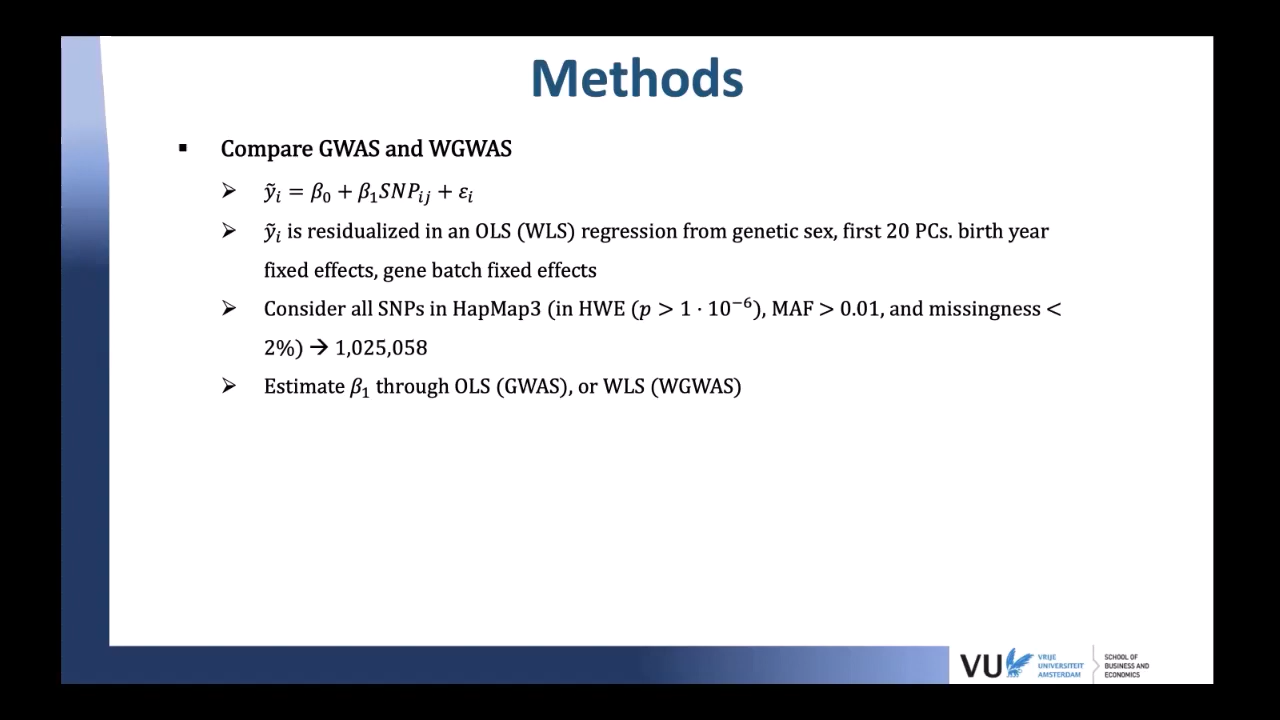 Methods
▪ Compare GWAS and WGWAS
➢ ỹᵢ = β₀ + β₁SNPᵢⱼ + εᵢ
➢ ỹᵢ is residualized in an OLS (WLS) regression from genetic sex, first 20 PCs. birth year
fixed effects, gene batch fixed effects
➢ Consider all SNPs in HapMap3 (in HWE (p > 1 · 10⁻⁶), MAF > 0.01, and missingness <
2%) → 1,025,058
➢ Estimate β₁ through OLS (GWAS), or WLS (WGWAS)
VU
VRIJE
UNIVERSITEIT
AMSTERDAM
SCHOOL OF
BUSINESS AND
ECONOMICS